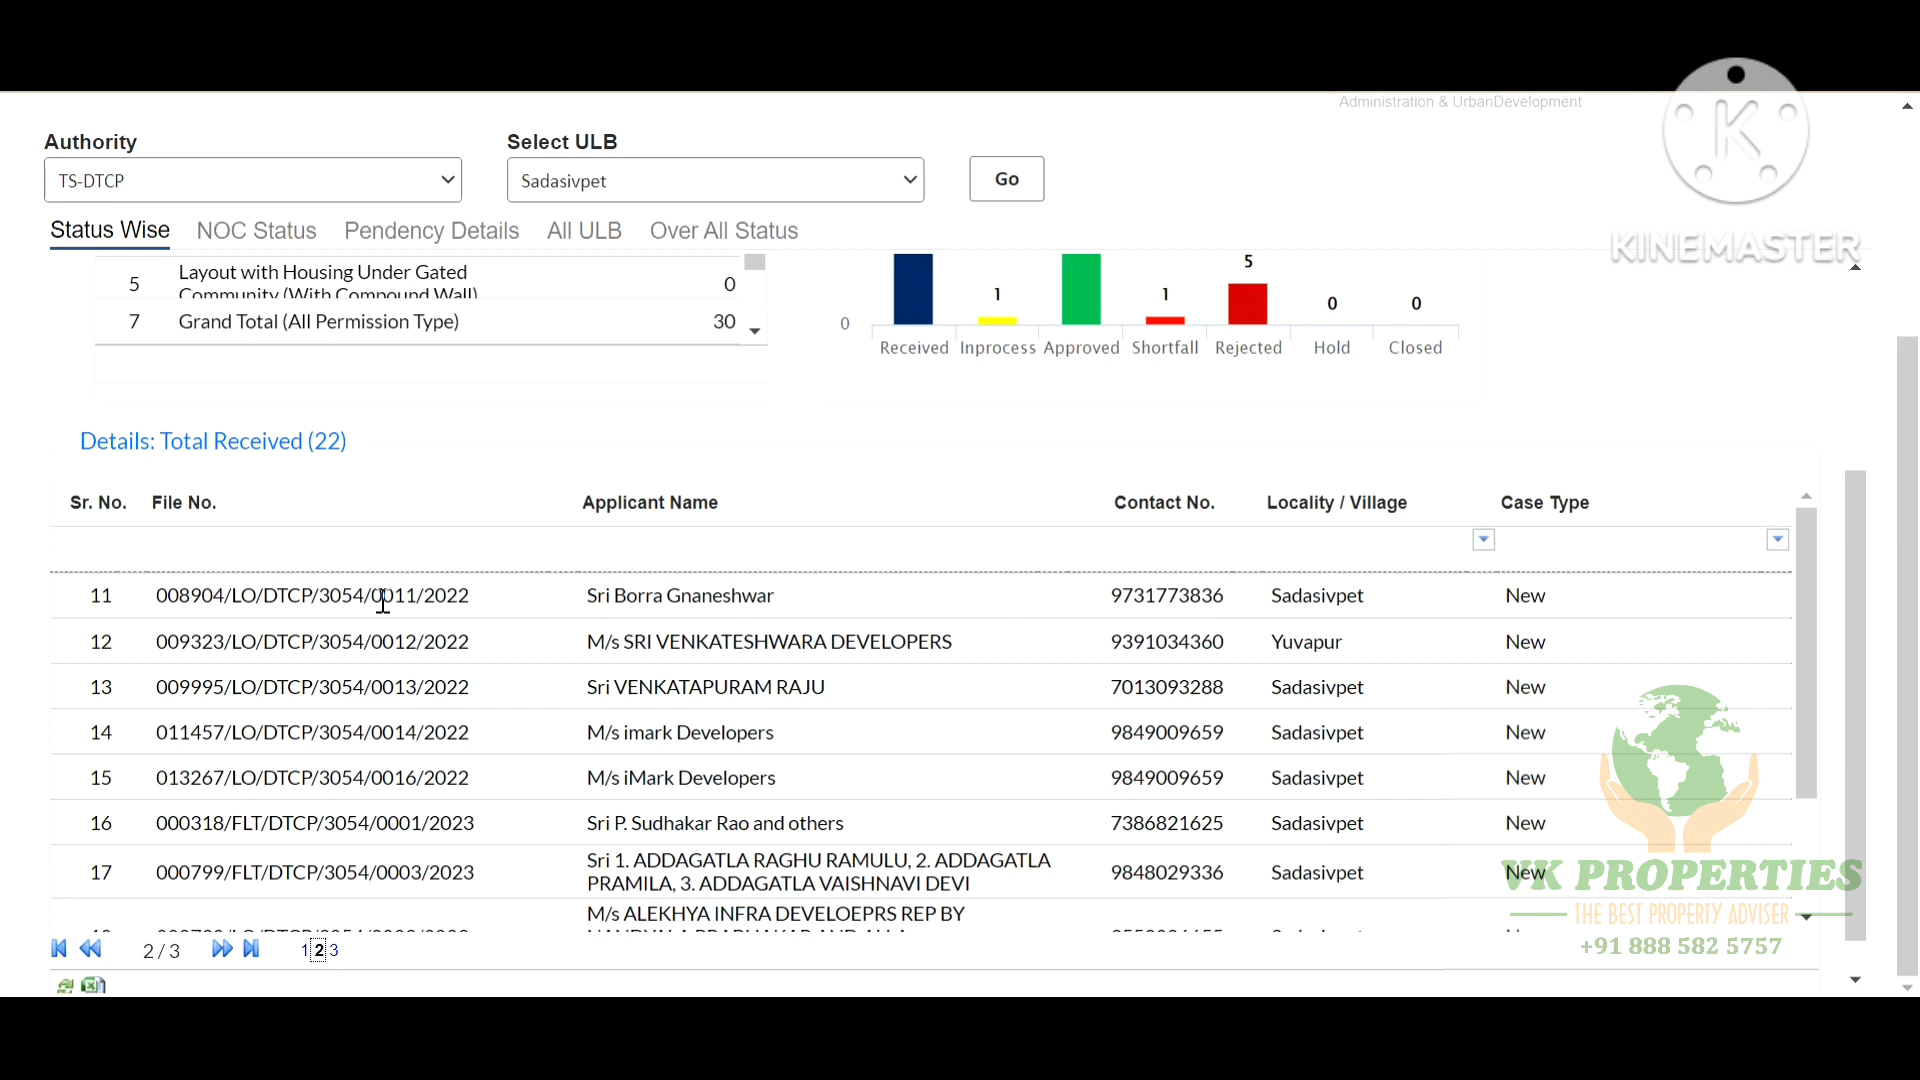 Administration & UrbanDevelopment
K
KINEMASTER
Authority
Select ULB
TS-DTCP
Sadasivpet
Go
Status Wise
NOC Status
Pendency Details
All ULB
Over All Status
5 Layout with Housing Under Gated
Community (With Compound Wall) 0
7 Grand Total (All Permission Type) 30
5
1 1 0 0
0
Received Inprocess Approved Shortfall Rejected Hold Closed
Details: Total Received (22)
Sr. No. File No. Applicant Name Contact No. Locality / Village Case Type
11 008904/LO/DTCP/3054/0011/2022 Sri Borra Gnaneshwar 9731773836 Sadasivpet New
12 009323/LO/DTCP/3054/0012/2022 M/s SRI VENKATESHWARA DEVELOPERS 9391034360 Yuvapur New
13 009995/LO/DTCP/3054/0013/2022 Sri VENKATAPURAM RAJU 7013093288 Sadasivpet New
14 011457/LO/DTCP/3054/0014/2022 M/s imark Developers 9849009659 Sadasivpet New
15 013267/LO/DTCP/3054/0016/2022 M/s iMark Developers 9849009659 Sadasivpet New
16 000318/FLT/DTCP/3054/0001/2023 Sri P. Sudhakar Rao and others 7386821625 Sadasivpet New
17 000799/FLT/DTCP/3054/0003/2023 Sri 1. ADDAGATLA RAGHU RAMULU, 2. ADDAGATLA
PRAMILA, 3. ADDAGATLA VAISHNAVI DEVI 9848029336 Sadasivpet New
M/s ALEKHYA INFRA DEVELOEPRS REP BY
VK PROPERTIES
THE BEST PROPERTY ADVISER
+91 888 582 5757
2 / 3 1 2 3